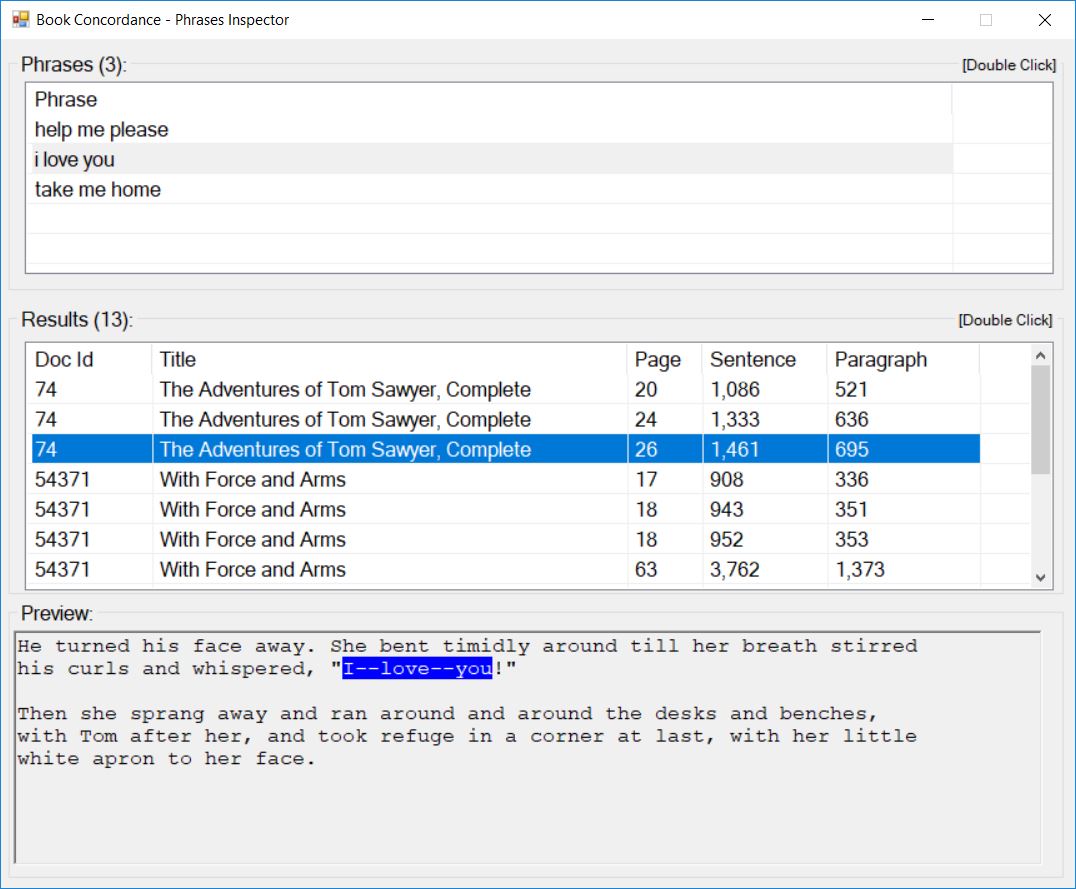 Book Concordance - Phrases Inspector
Phrases (3): [Double Click]
Phrase
help me please
i love you
take me home
Results (13): [Double Click]
Doc Id Title Page Sentence Paragraph
74 The Adventures of Tom Sawyer, Complete 20 1,086 521
74 The Adventures of Tom Sawyer, Complete 24 1,333 636
74 The Adventures of Tom Sawyer, Complete 26 1,461 695
54371 With Force and Arms 17 908 336
54371 With Force and Arms 18 943 351
54371 With Force and Arms 18 952 353
54371 With Force and Arms 63 3,762 1,373
Preview:
He turned his face away. She bent timidly around till her breath stirred
his curls and whispered, "I--love--you!"
Then she sprang away and ran around and around the desks and benches,
with Tom after her, and took refuge in a corner at last, with her little
white apron to her face.